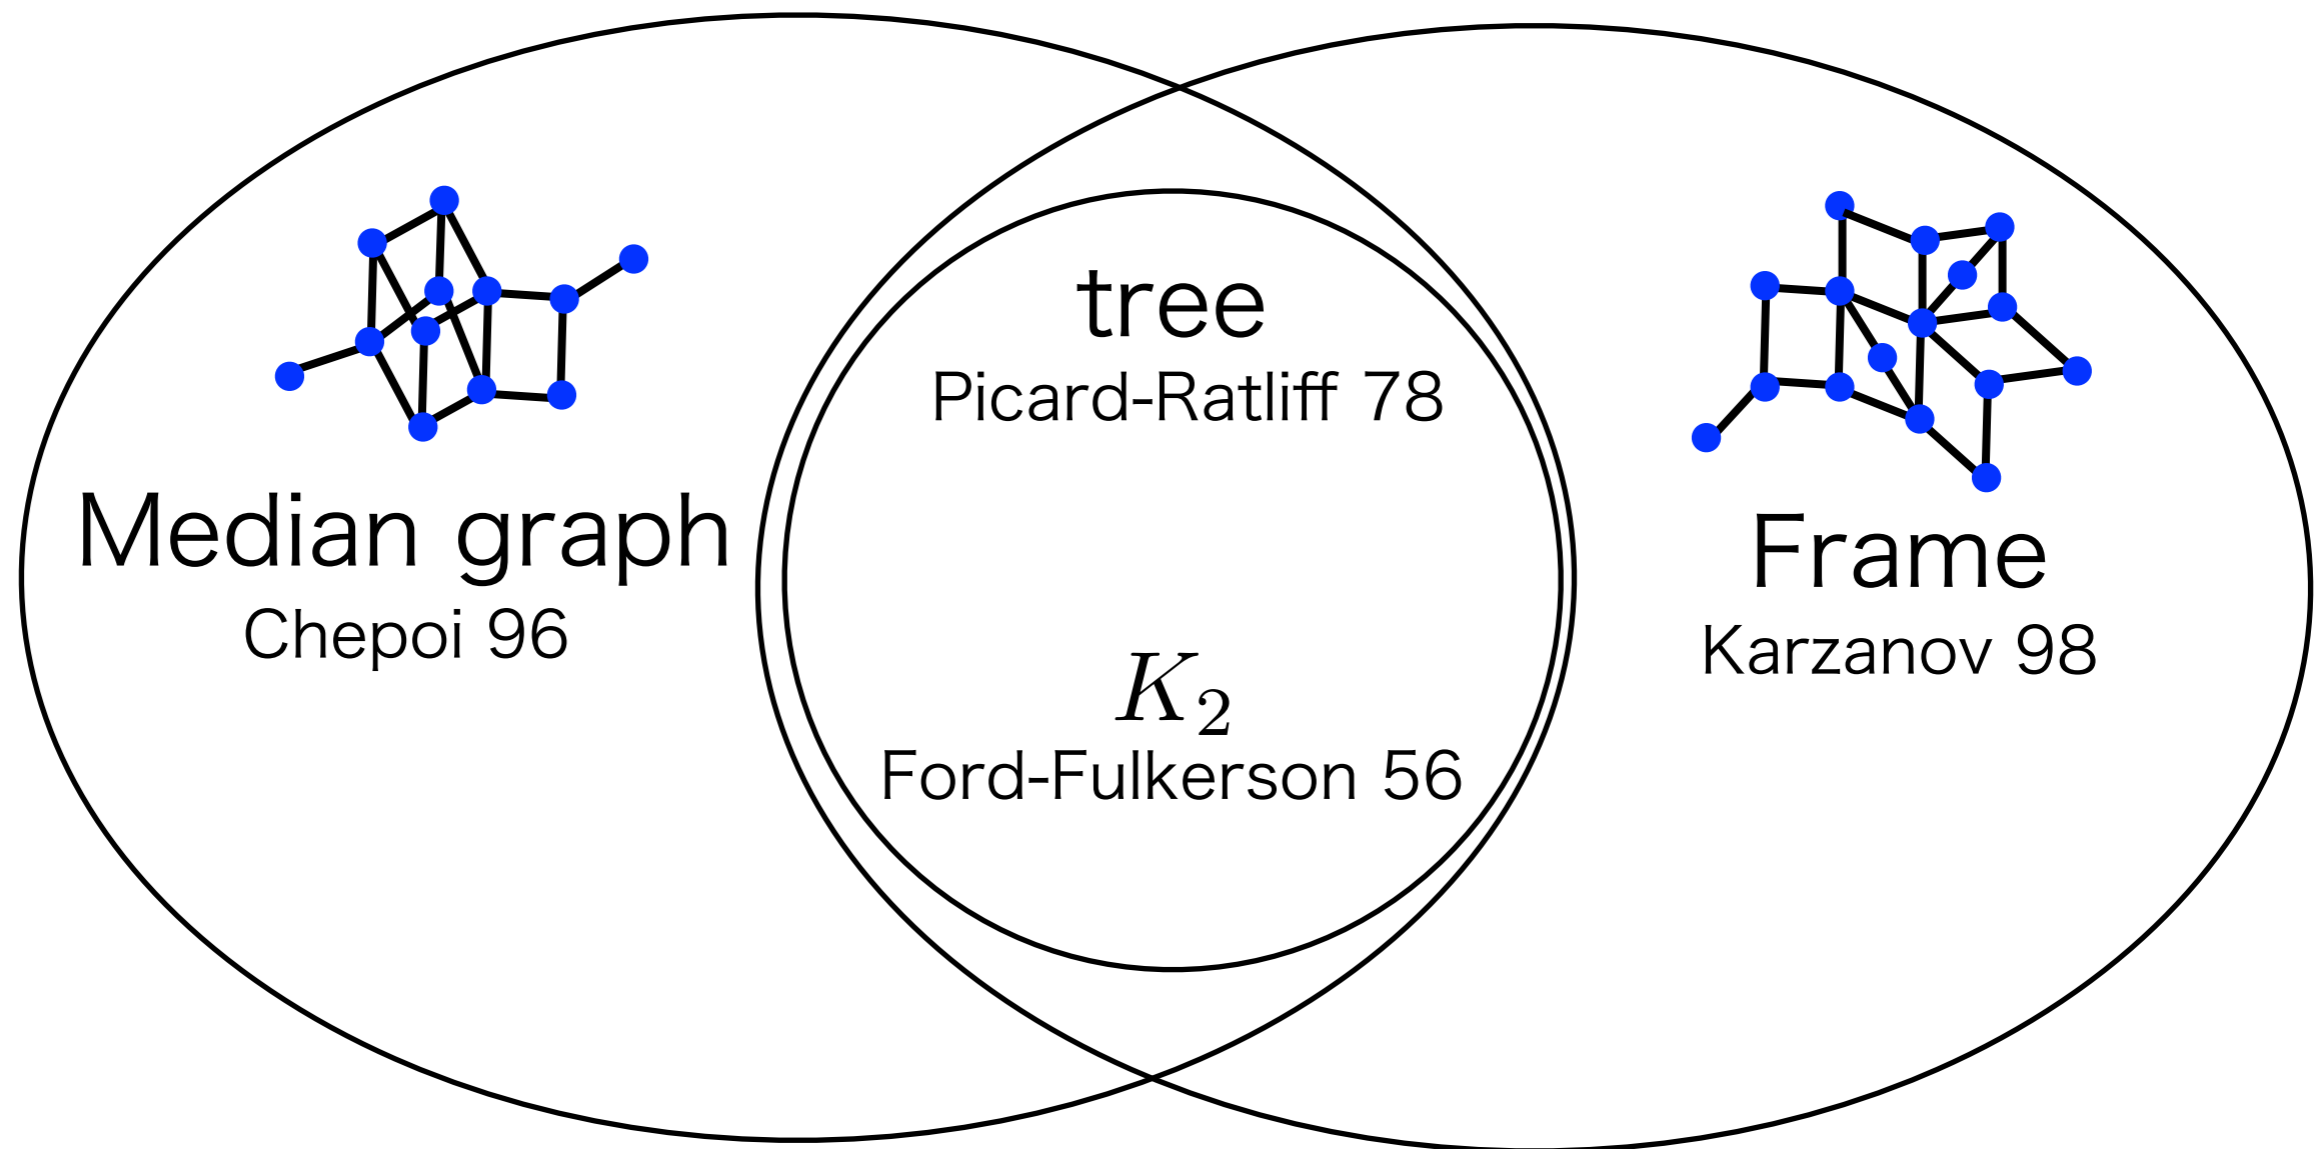 Median graph
Chepoi 96
tree
Picard-Ratliff 78
K₂
Ford-Fulkerson 56
Frame
Karzanov 98